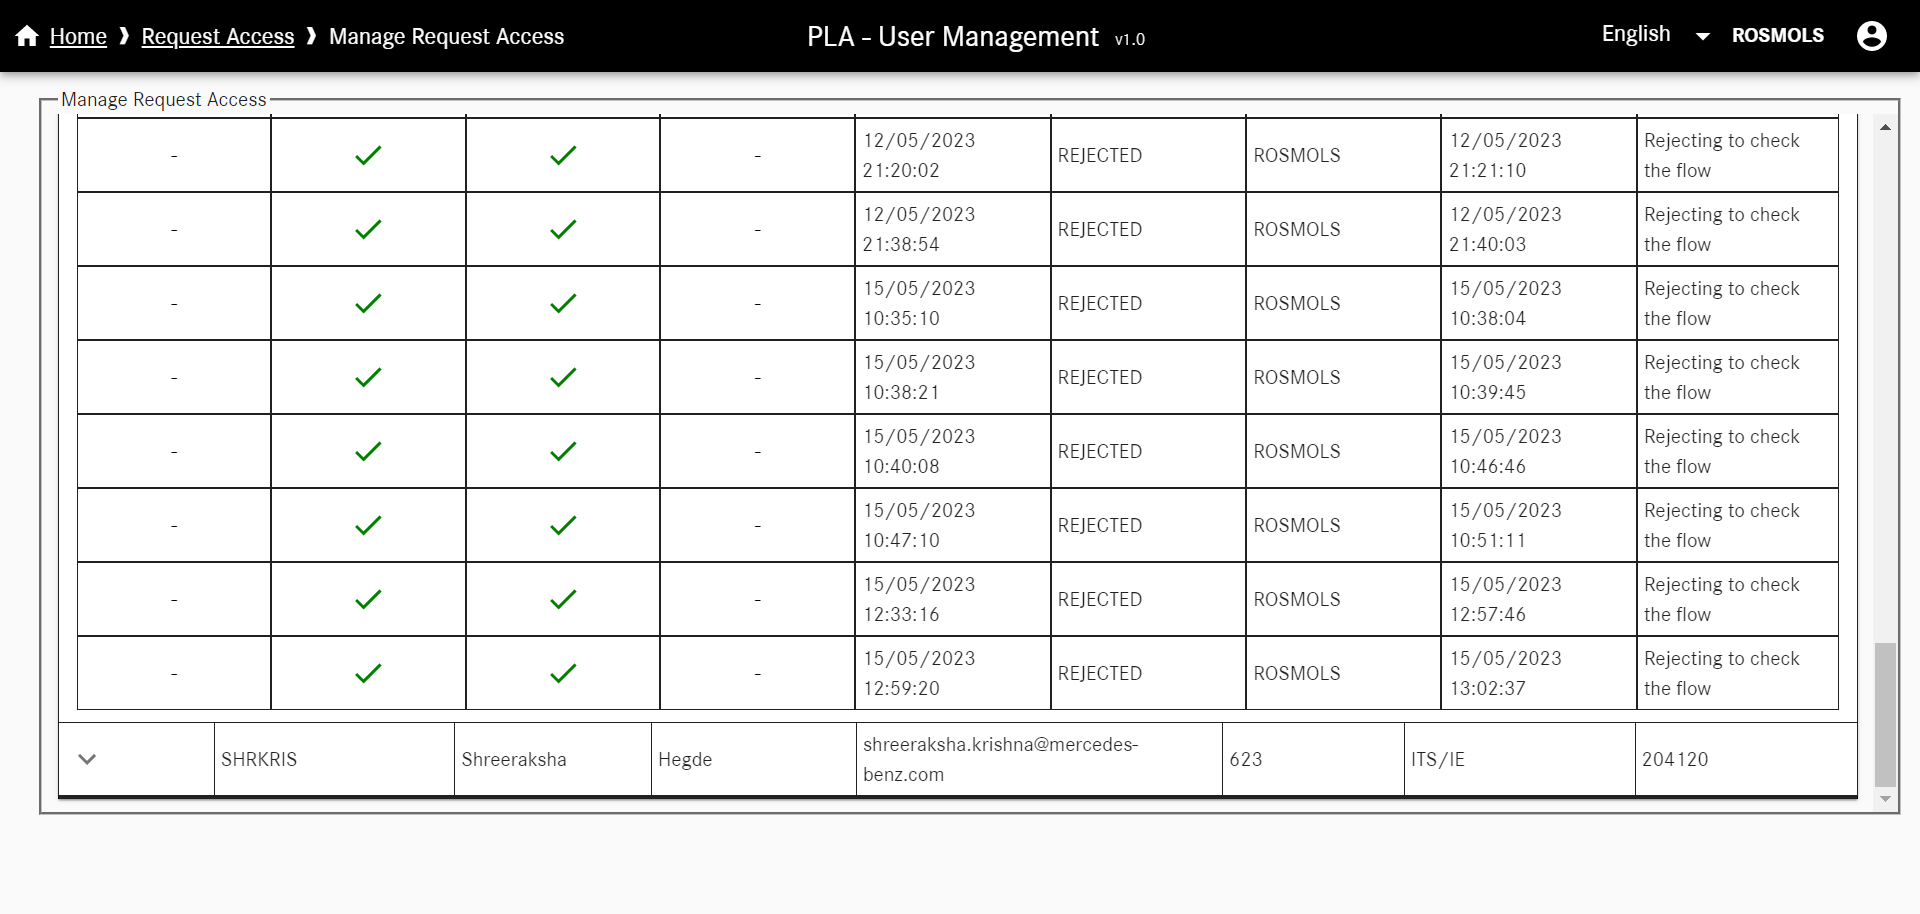 Home ❱ Request Access ❱ Manage Request Access
PLA - User Management v1.0
English
ROSMOLS
Manage Request Access
- - 12/05/2023 21:20:02 REJECTED ROSMOLS 12/05/2023 21:21:10 Rejecting to check the flow
- - 12/05/2023 21:38:54 REJECTED ROSMOLS 12/05/2023 21:40:03 Rejecting to check the flow
- - 15/05/2023 10:35:10 REJECTED ROSMOLS 15/05/2023 10:38:04 Rejecting to check the flow
- - 15/05/2023 10:38:21 REJECTED ROSMOLS 15/05/2023 10:39:45 Rejecting to check the flow
- - 15/05/2023 10:40:08 REJECTED ROSMOLS 15/05/2023 10:46:46 Rejecting to check the flow
- - 15/05/2023 10:47:10 REJECTED ROSMOLS 15/05/2023 10:51:11 Rejecting to check the flow
- - 15/05/2023 12:33:16 REJECTED ROSMOLS 15/05/2023 12:57:46 Rejecting to check the flow
- - 15/05/2023 12:59:20 REJECTED ROSMOLS 15/05/2023 13:02:37 Rejecting to check the flow
SHRKRIS Shreeraksha Hegde shreeraksha.krishna@mercedes-benz.com 623 ITS/IE 204120